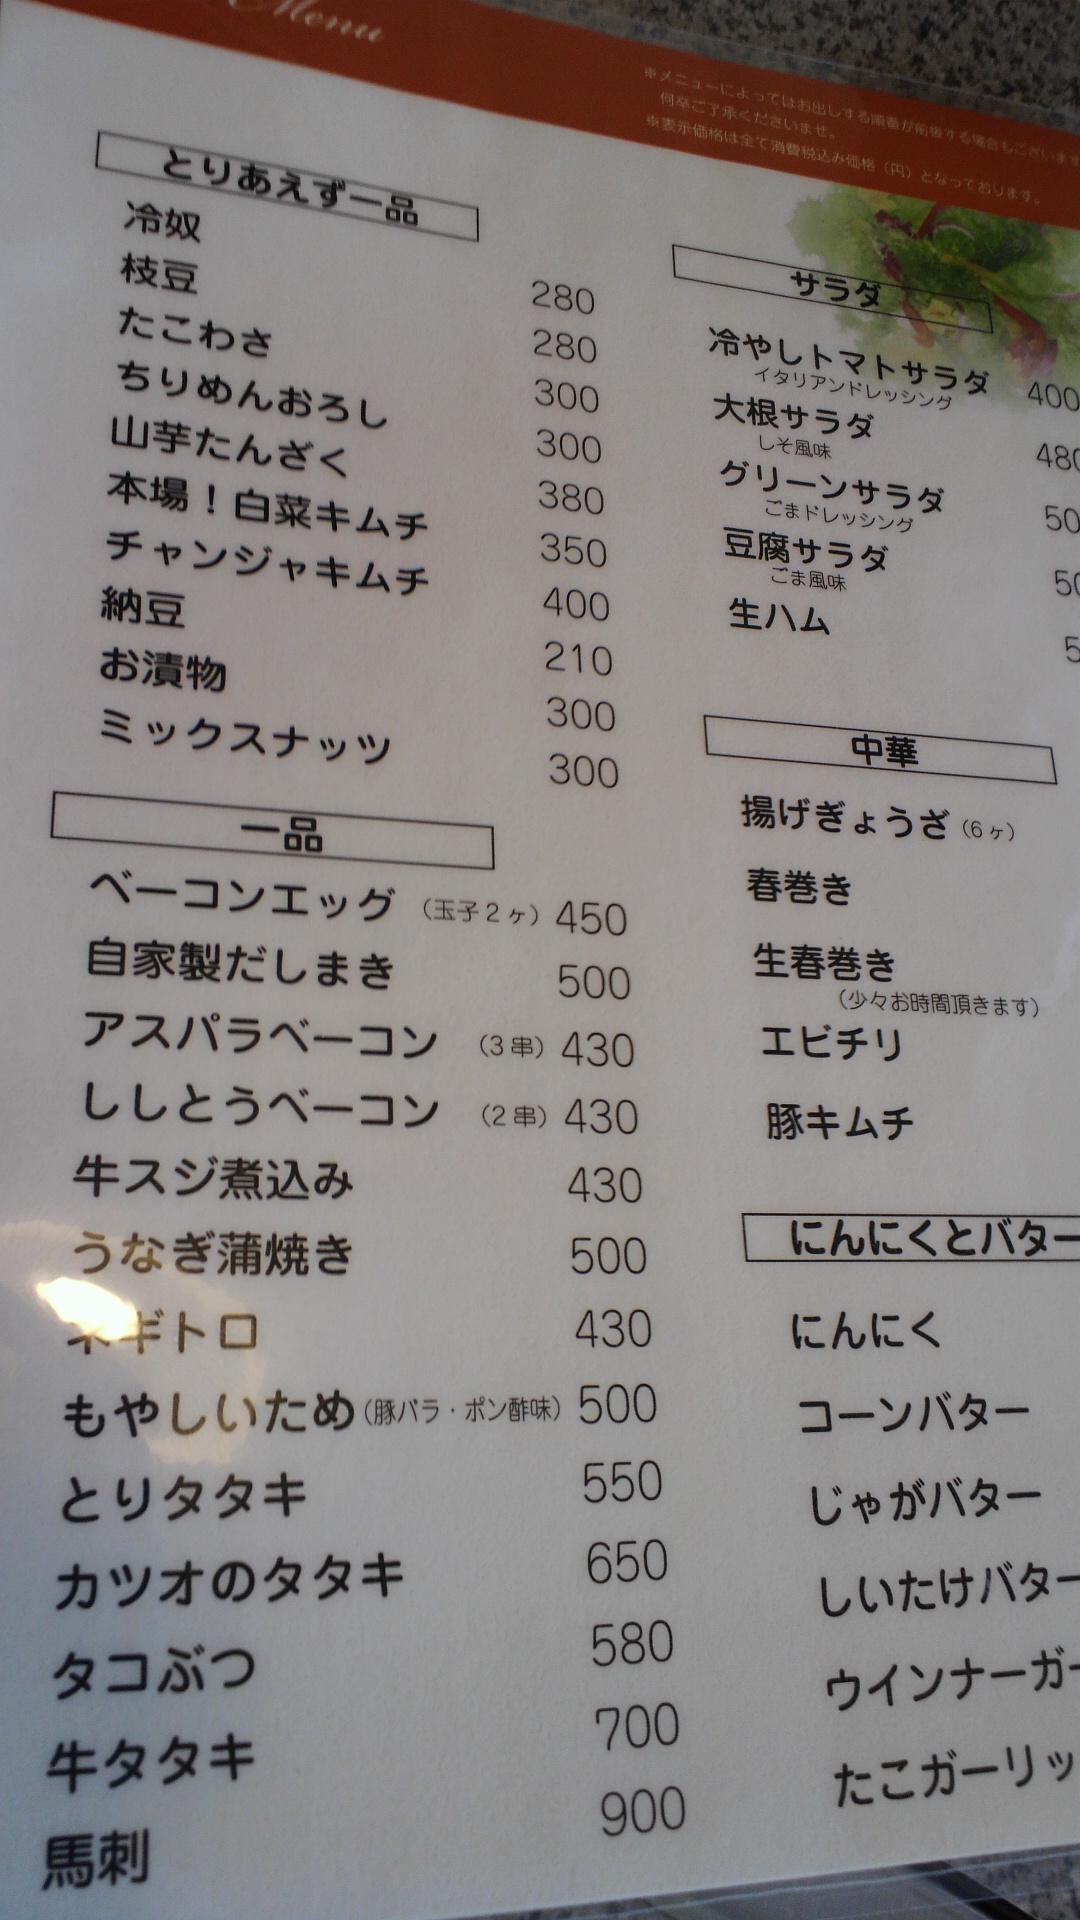 Menu
※メニューによってはお出しする順番が前後する場合もございます
何卒ご了承くださいませ。
※表示価格は全て消費税込み価格（円）となっております。
とりあえず一品
冷奴 280
枝豆 280
たこわさ 300
ちりめんおろし 300
山芋たんざく 380
本場！白菜キムチ 350
チャンジャキムチ 400
納豆 210
お漬物 300
ミックスナッツ 300
一品
ベーコンエッグ （玉子２ヶ） 450
自家製だしまき 500
アスパラベーコン （3串） 430
ししとうベーコン （2串） 430
牛スジ煮込み 430
うなぎ蒲焼き 500
ネギトロ 430
もやしいため（豚バラ・ポン酢味） 500
とりタタキ 550
カツオのタタキ 650
タコぶつ 580
牛タタキ 700
馬刺 900
サラダ
冷やしトマトサラダ 400
イタリアンドレッシング
大根サラダ 480
しそ風味
グリーンサラダ 50
ごまドレッシング
豆腐サラダ 50
ごま風味
生ハム 5
中華
揚げぎょうざ（6ヶ）
春巻き
生春巻き
（少々お時間頂きます）
エビチリ
豚キムチ
にんにくとバター
にんにく
コーンバター
じゃがバター
しいたけバター
ウインナーガー
たこガーリッ